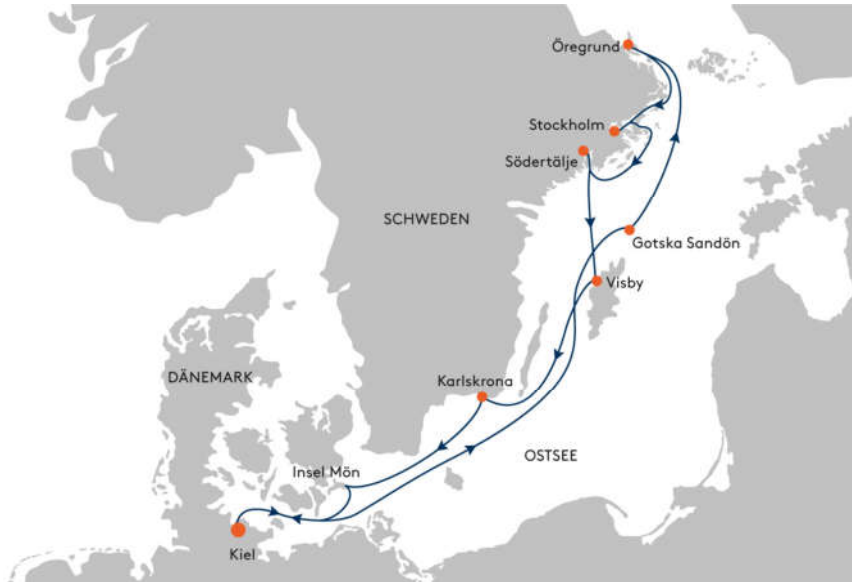 Öregrund
Stockholm
Södertälje
SCHWEDEN
Gotska Sandön
Visby
DÄNEMARK
Karlskrona
OSTSEE
Insel Mön
Kiel